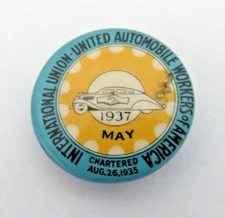 INTERNATIONAL UNION - UNITED AUTOMOBILE WORKERS OF AMERICA
1937
MAY
CHARTERED
AUG. 26, 1935